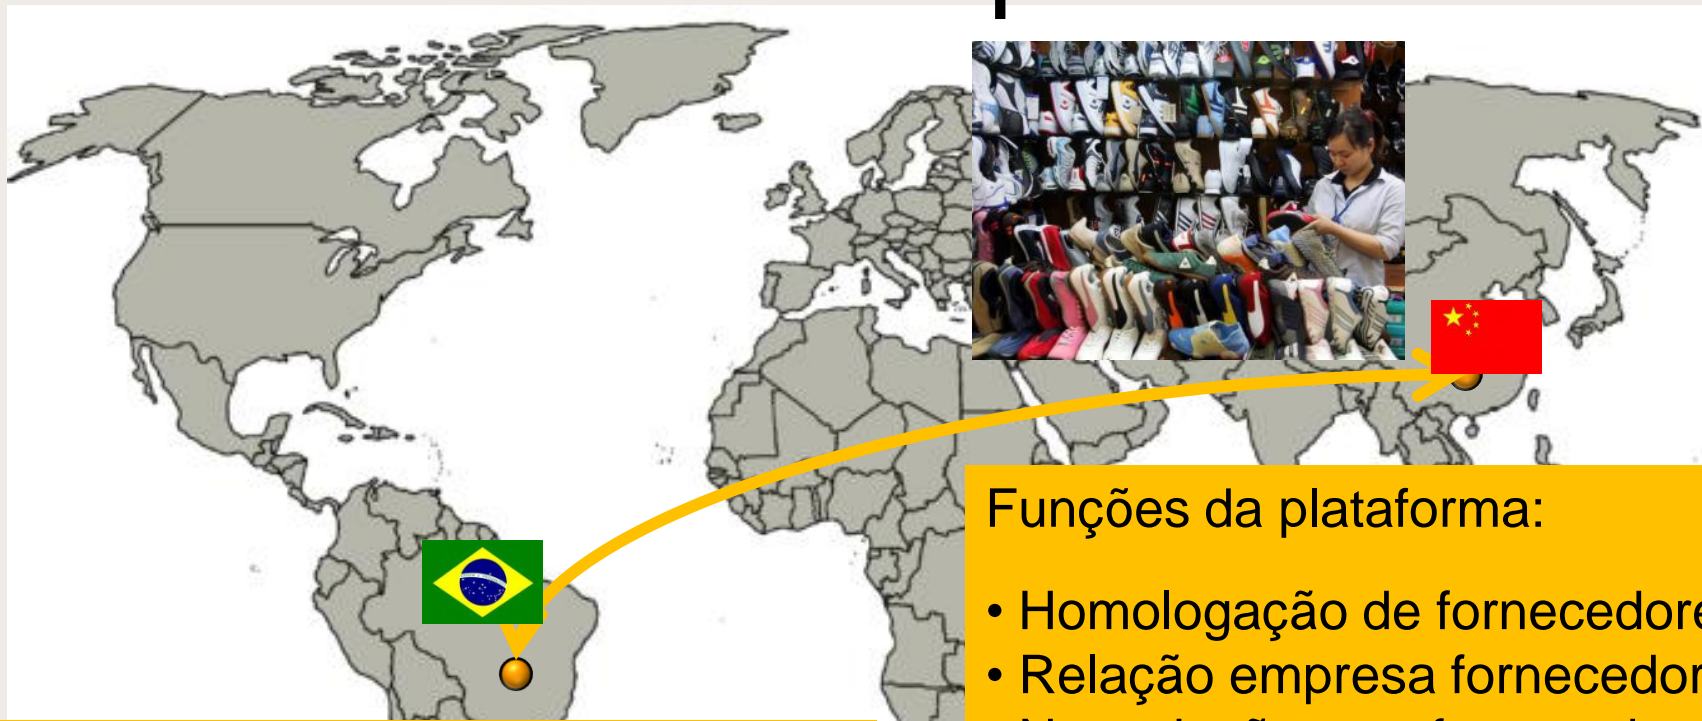 Funções da plataforma:
• Homologação de fornecedore
• Relação empresa fornecedor